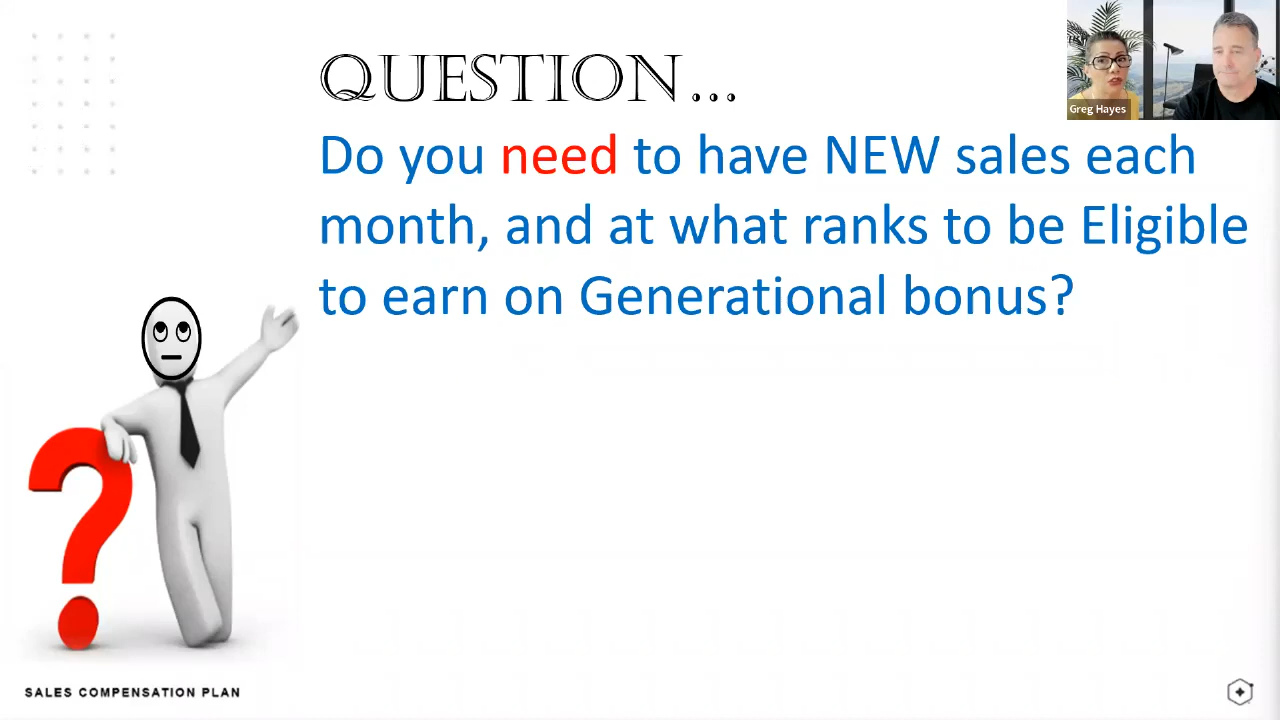 QUESTION...
Do you need to have NEW sales each
month, and at what ranks to be Eligible
to earn on Generational bonus?
Greg Hayes
SALES COMPENSATION PLAN